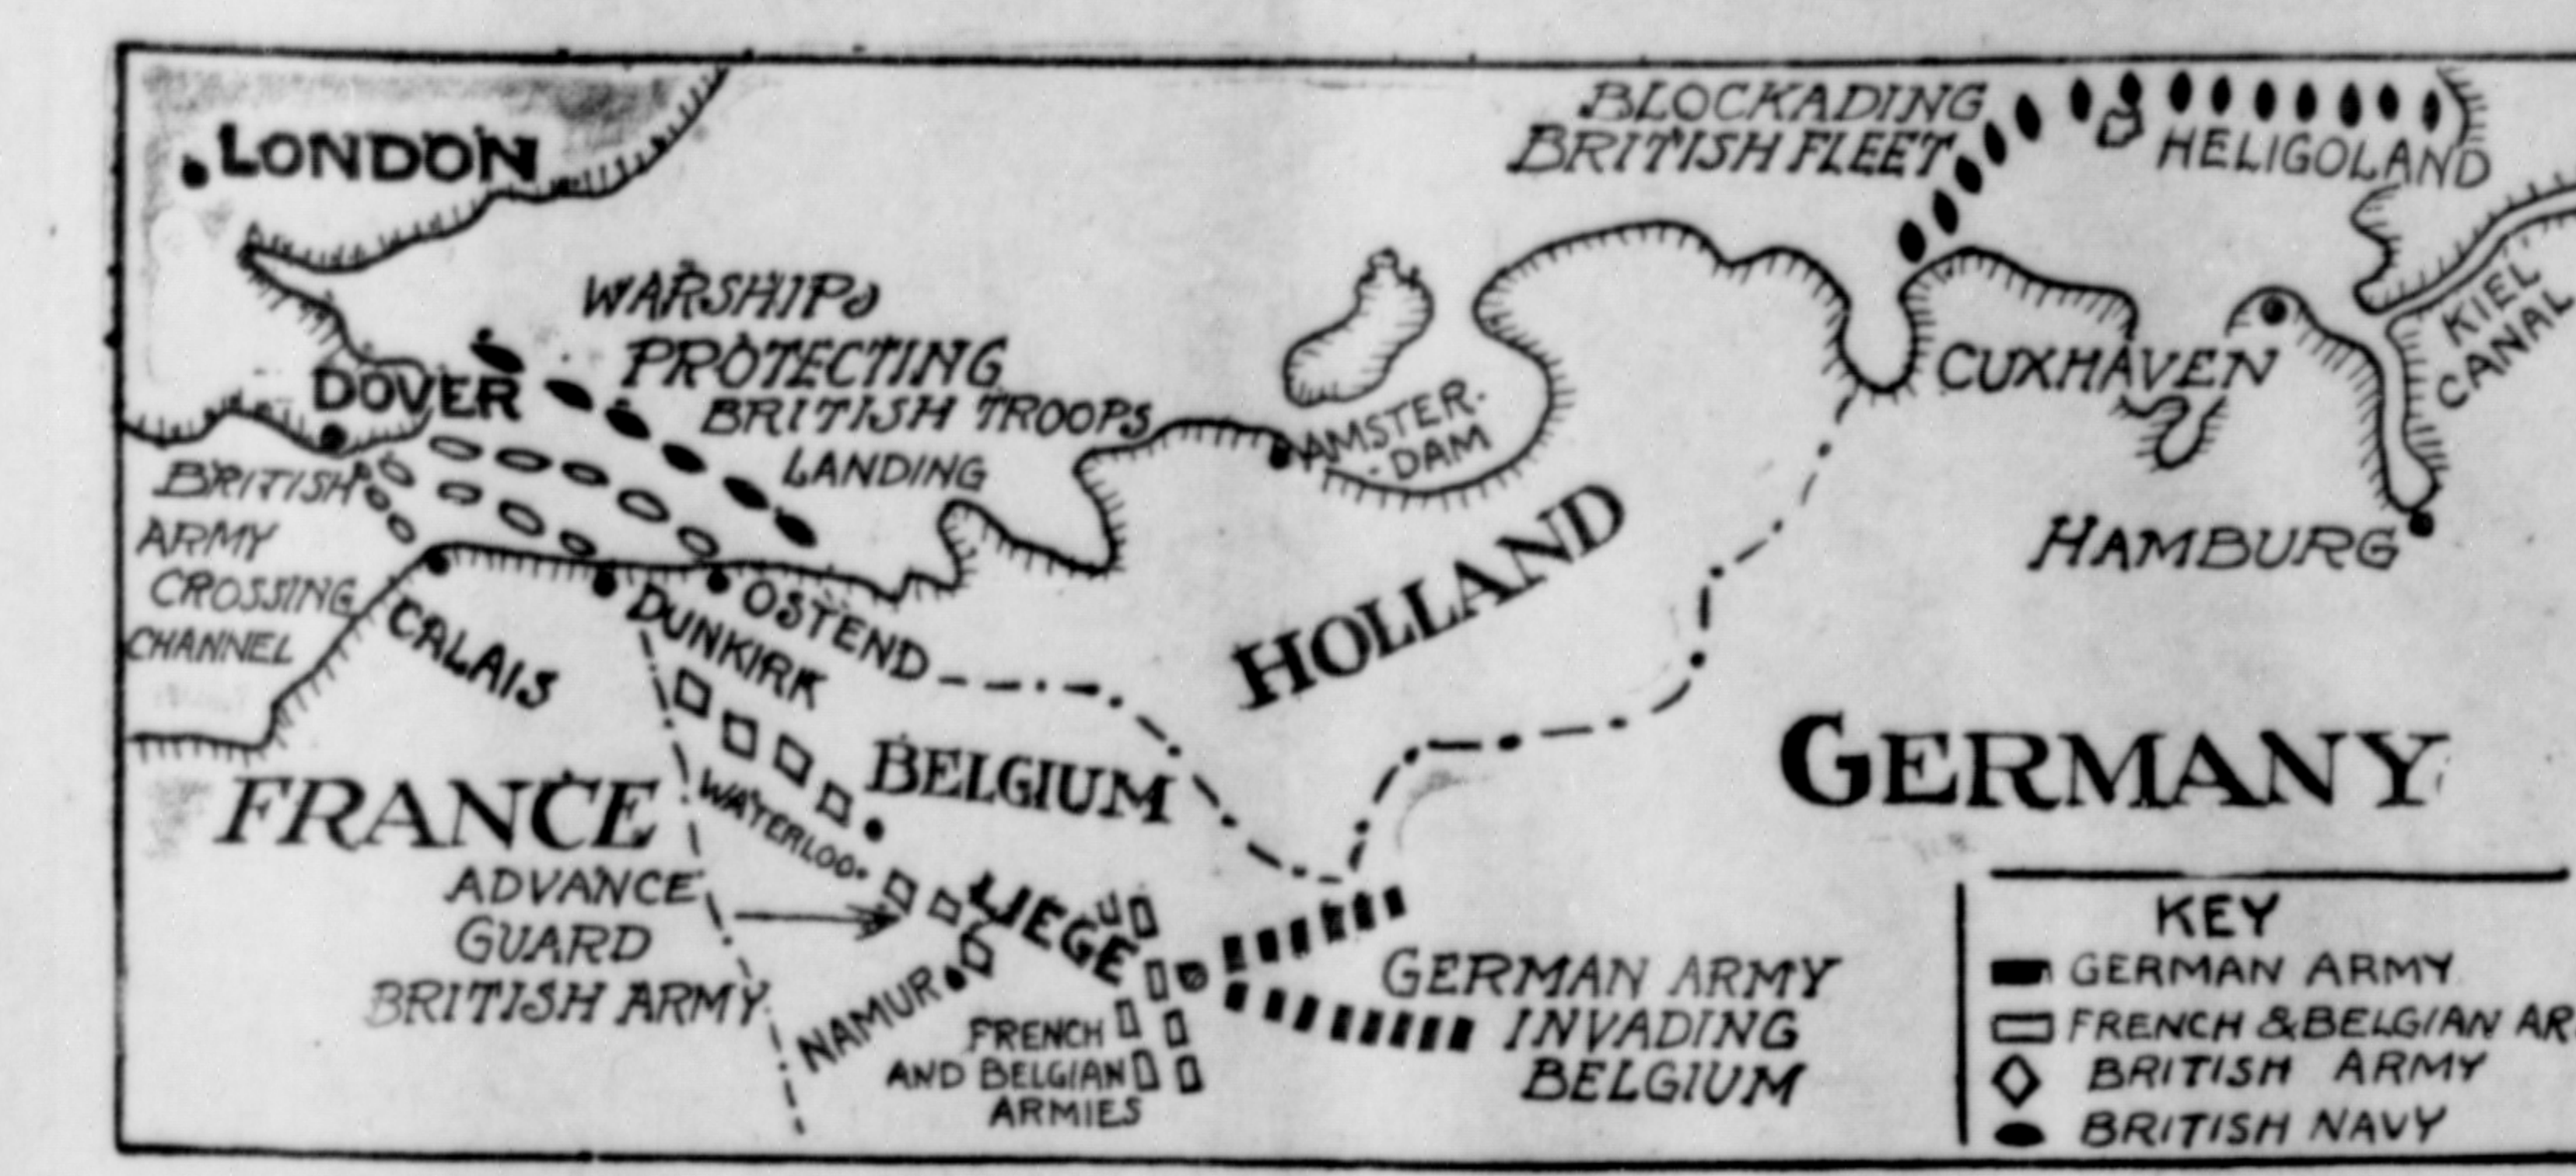 LONDON
BLOCKADING
BRITISH FLEET
HELIGOLAND
KIEL
CANAL
WARSHIPS
PROTECTING
BRITISH TROOPS
LANDING
DOVER
CUXHAVEN
AMSTER-
-DAM
BRITISH
ARMY
CROSSING
CHANNEL
HAMBURG
CALAIS
DUNKIRK
OSTEND
HOLLAND
BELGIUM
GERMANY
FRANCE
WATERLOO
ADVANCE
GUARD
BRITISH ARMY
LIEGE
NAMUR
FRENCH
AND BELGIAN
ARMIES
GERMAN ARMY
INVADING
BELGIUM
KEY
GERMAN ARMY
FRENCH & BELGIAN AR
BRITISH ARMY
BRITISH NAVY